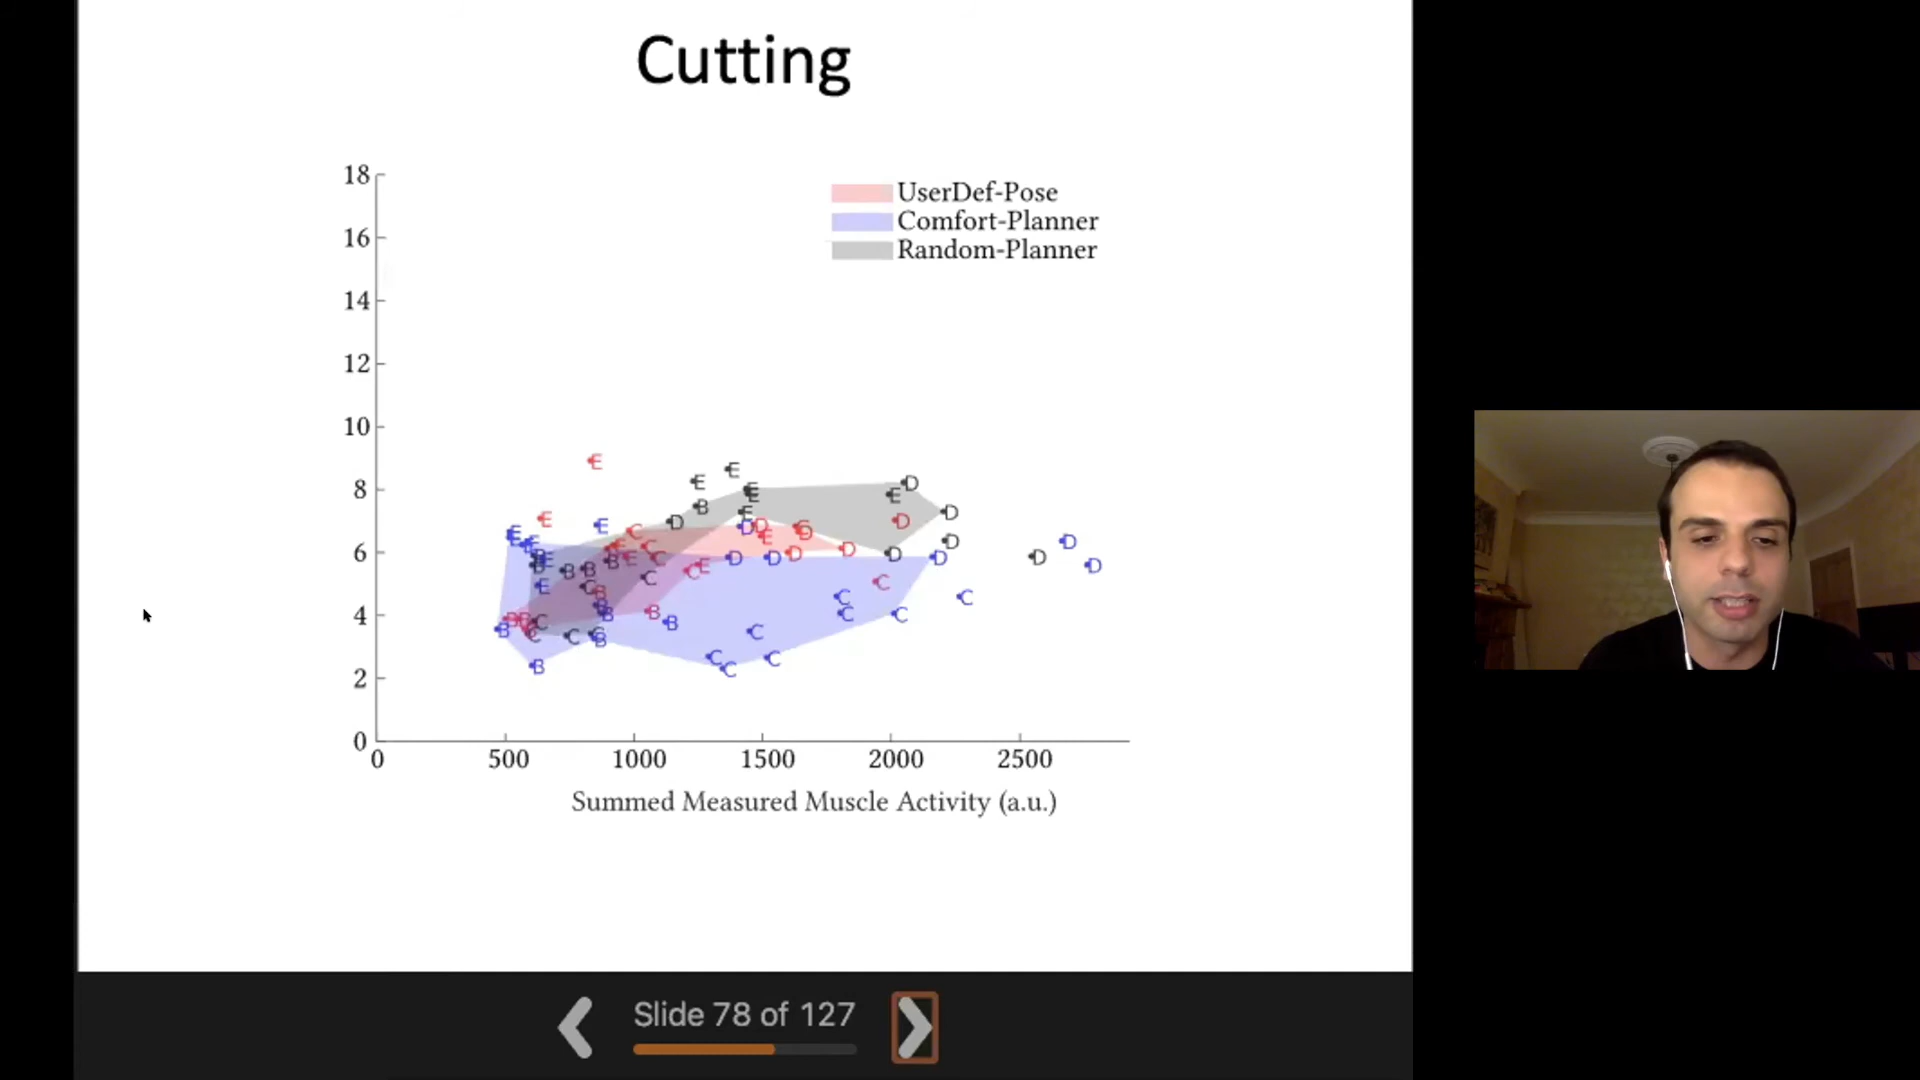 Cutting
18
16
14
12
10
8
6
4
2
0
UserDef-Pose
Comfort-Planner
Random-Planner
0 500 1000 1500 2000 2500
Summed Measured Muscle Activity (a.u.)
Slide 78 of 127